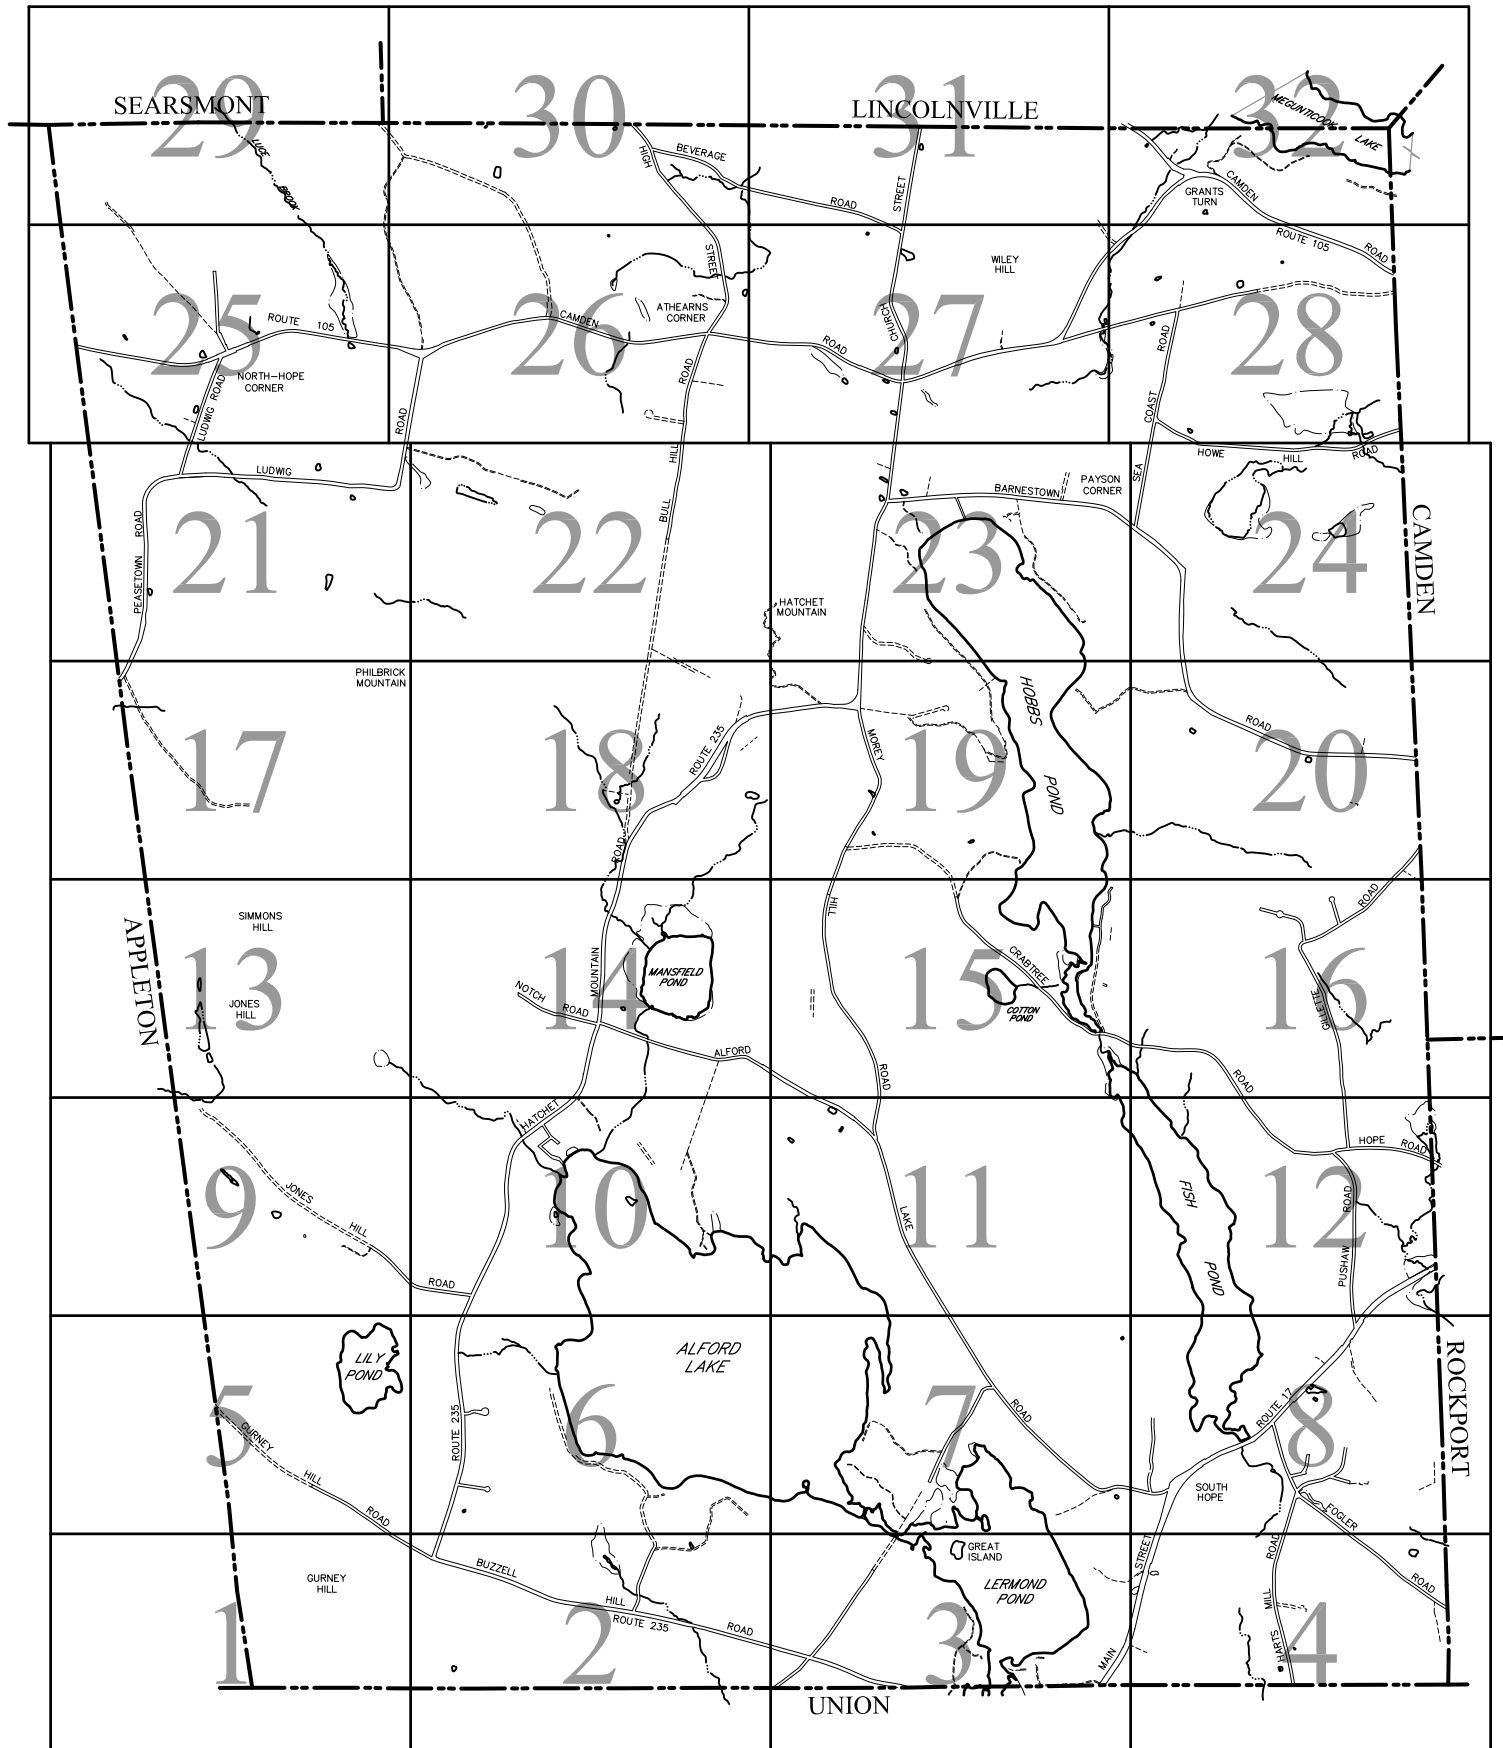 29
30
31
32
SEARSMONT
LINCOLNVILLE
MEGUNTICOOK
LAKE
LUCE
BROOK
HIGH
BEVERAGE
ROAD
STREET
STREET
GRANTS
TURN
CAMDEN
ROUTE 105
ROAD
25
26
27
28
WILEY
HILL
ATHEARNS
CORNER
ROUTE 105
CAMDEN
ROAD
CHURCH
ROAD
NORTH-HOPE
CORNER
LUDWIG ROAD
ROAD
ROAD
COAST
SEA
HOWE
HILL
ROAD
LUDWIG
HILL
BULL
BARNESTOWN
PAYSON
CORNER
21
22
23
24
PEASETOWN ROAD
HATCHET
MOUNTAIN
CAMDEN
PHILBRICK
MOUNTAIN
HOBBS
POND
17
18
19
20
ROUTE 235
MOREY
ROAD
ROAD
APPLETON
SIMMONS
HILL
13
14
15
16
JONES
HILL
NOTCH
ROAD
MOUNTAIN
MANSFIELD
POND
ALFORD
HILL
ROAD
CRABTREE
COTTON
POND
ROAD
GILLETTE
ROAD
HATCHET
HOPE ROAD
9
10
11
12
JONES
HILL
ROAD
LAKE
FISH
POND
ROAD
PUSHAW
5
6
7
8
LILY
POND
ALFORD
LAKE
ROUTE 235
GURNEY
HILL
ROAD
ROAD
ROUTE 17
ROCKPORT
SOUTH
HOPE
FOGLER
ROAD
1
2
3
4
GURNEY
HILL
BUZZELL
HILL
ROAD
ROUTE 235
GREAT
ISLAND
LERMOND
POND
STREET
MAIN
ROAD
MILL
HARTS
UNION